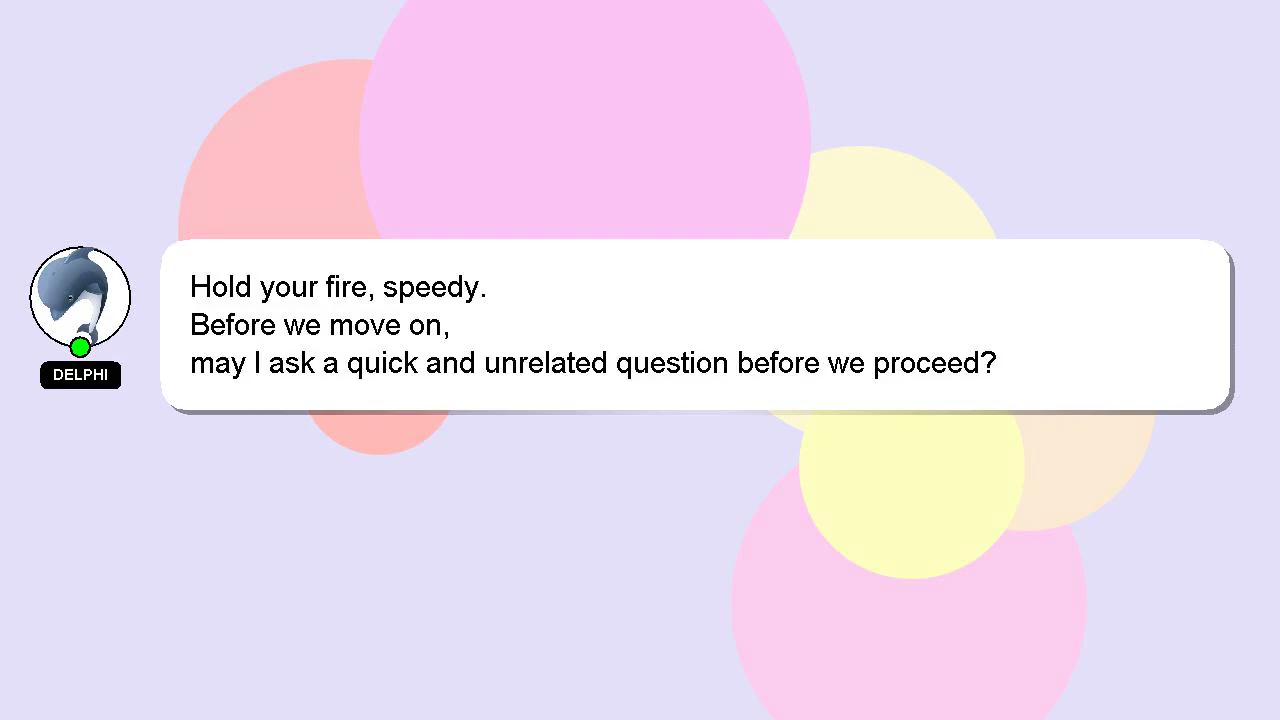 Hold your fire, speedy.
Before we move on,
may I ask a quick and unrelated question before we proceed?
DELPHI